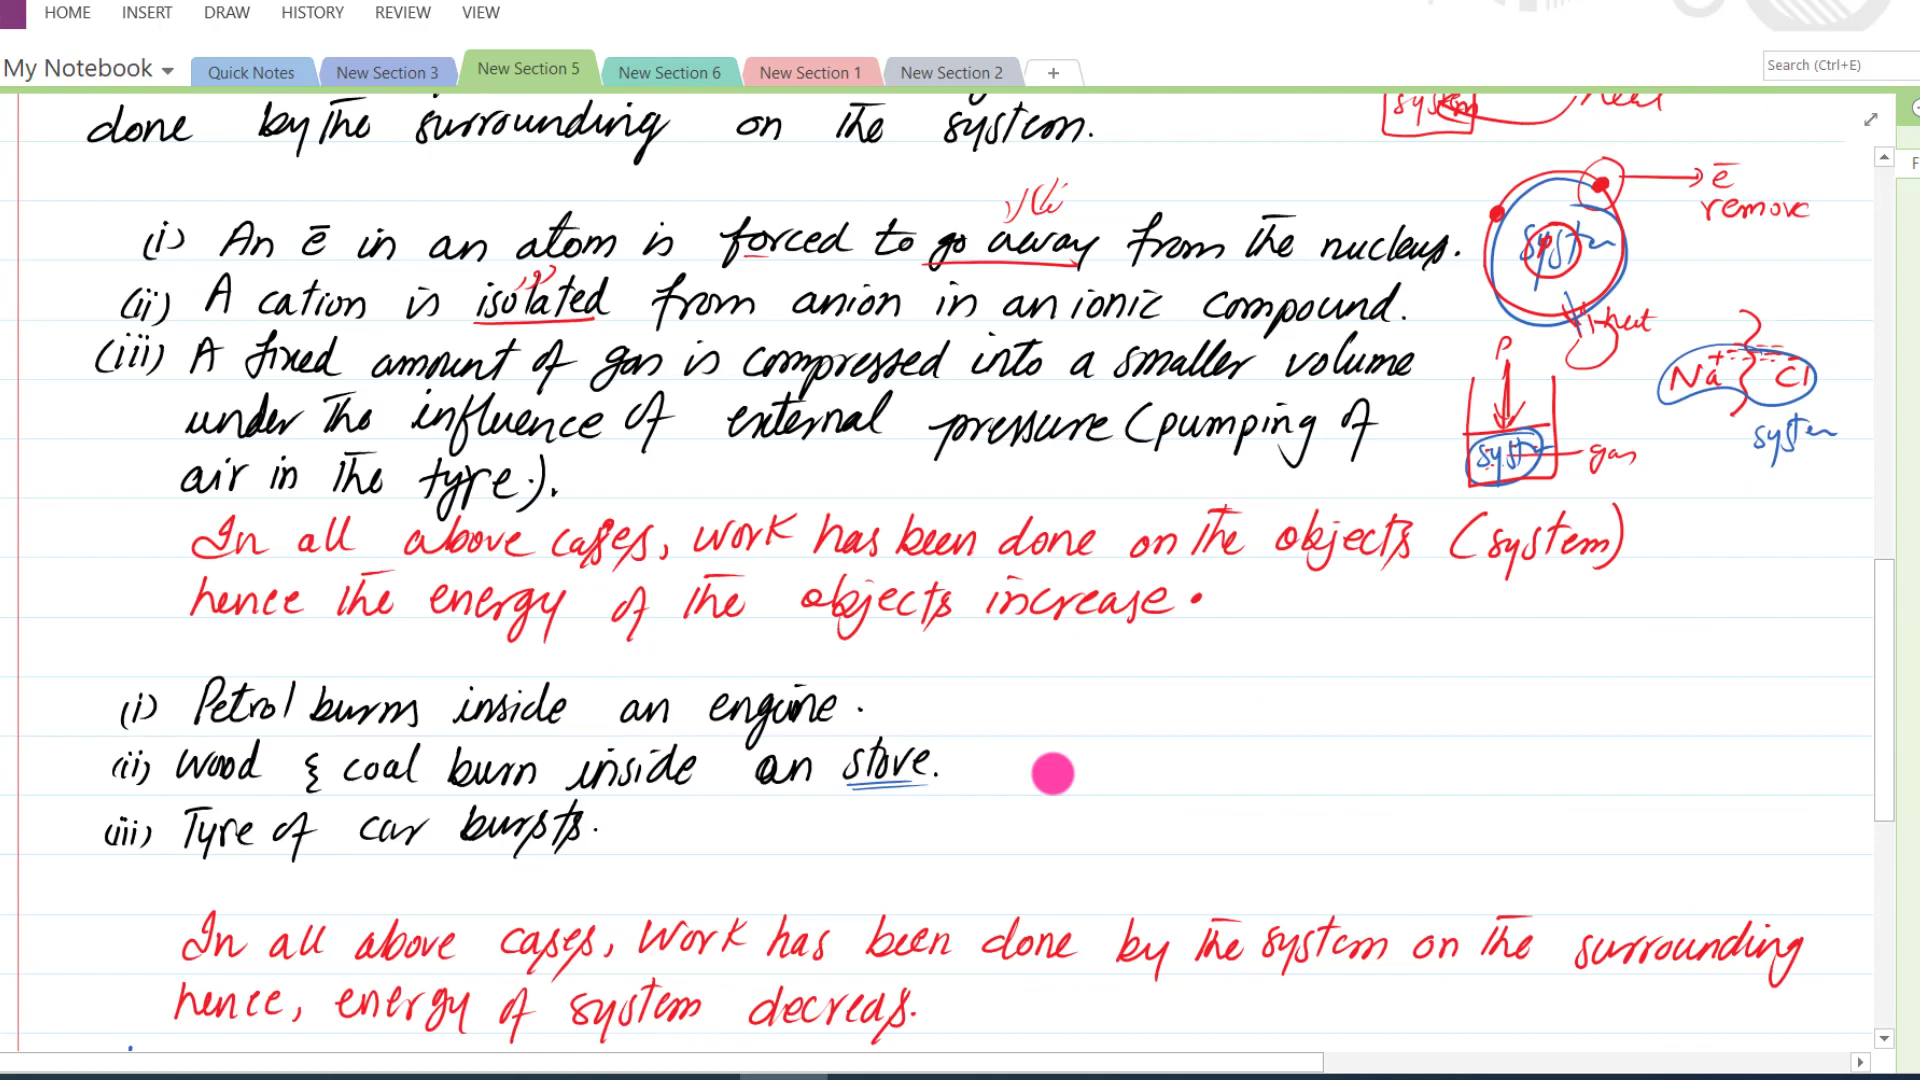 HOME INSERT DRAW HISTORY REVIEW VIEW
My Notebook Quick Notes New Section 3 New Section 5 New Section 6 New Section 1 New Section 2 + Search (Ctrl+E)
done by the surrounding on the system.
system Heat
(i) An ē in an atom is forced to go away from the nucleus.
ē
remove
system
(ii) A cation is isolated from anion in an ionic compound.
Heat
(iii) A fixed amount of gas is compressed into a smaller volume
P
Na+ Cl
under the influence of external pressure (pumping of
system
syst
gas
air in the tyre.).
In all above cases, work has been done on the objects (system)
hence the energy of the objects increase.
(i) Petrol burns inside an engine.
(ii) Wood & coal burn inside an stove.
(iii) Tyre of car bursts.
In all above cases, work has been done by the system on the surrounding
hence, energy of system decreas.